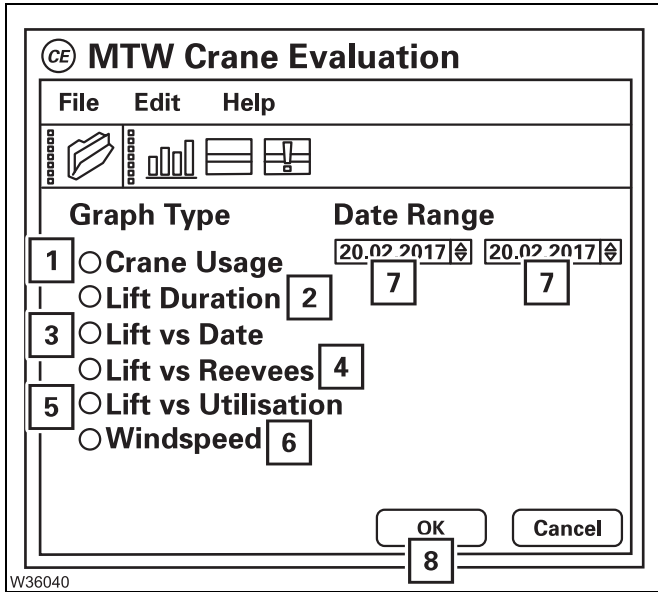 CE MTW Crane Evaluation
File Edit Help
Graph Type Date Range
1 Crane Usage 20.02.2017 20.02.2017
7 7
Lift Duration 2
3 Lift vs Date
Lift vs Reevees 4
5 Lift vs Utilisation
Windspeed 6
OK Cancel
8
W36040